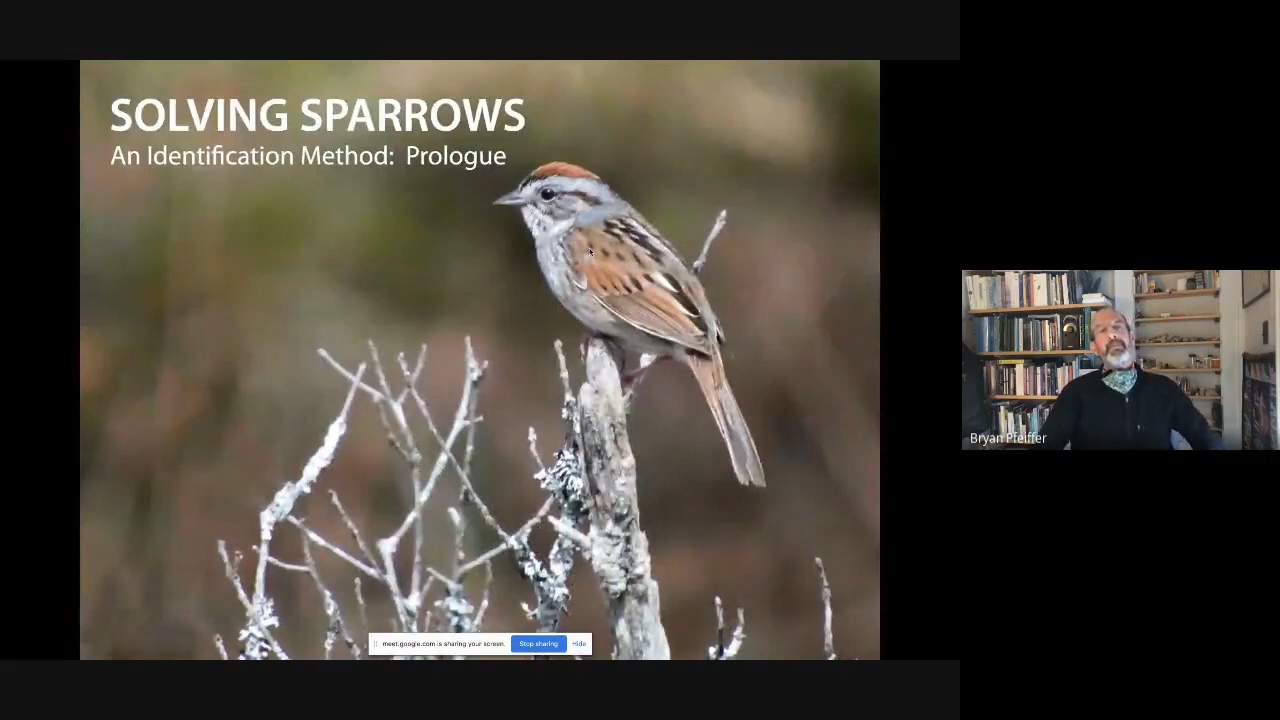 SOLVING SPARROWS
An Identification Method: Prologue
Bryan Pfeiffer
meet.google.com is sharing your screen. Stop sharing Hide